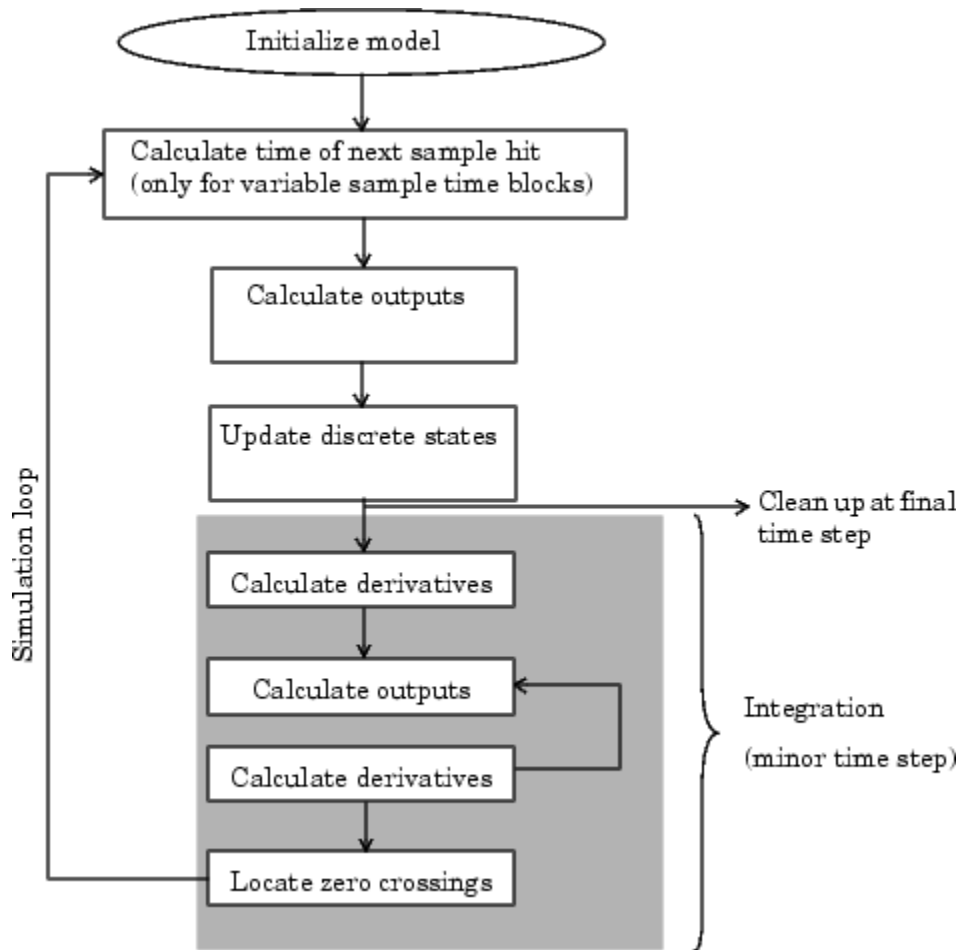 Initialize model
Calculate time of next sample hit
(only for variable sample time blocks)
Calculate outputs
Update discrete states
Clean up at final
time step
Simulation loop
Calculate derivatives
Calculate outputs
Calculate derivatives
Locate zero crossings
Integration
(minor time step)